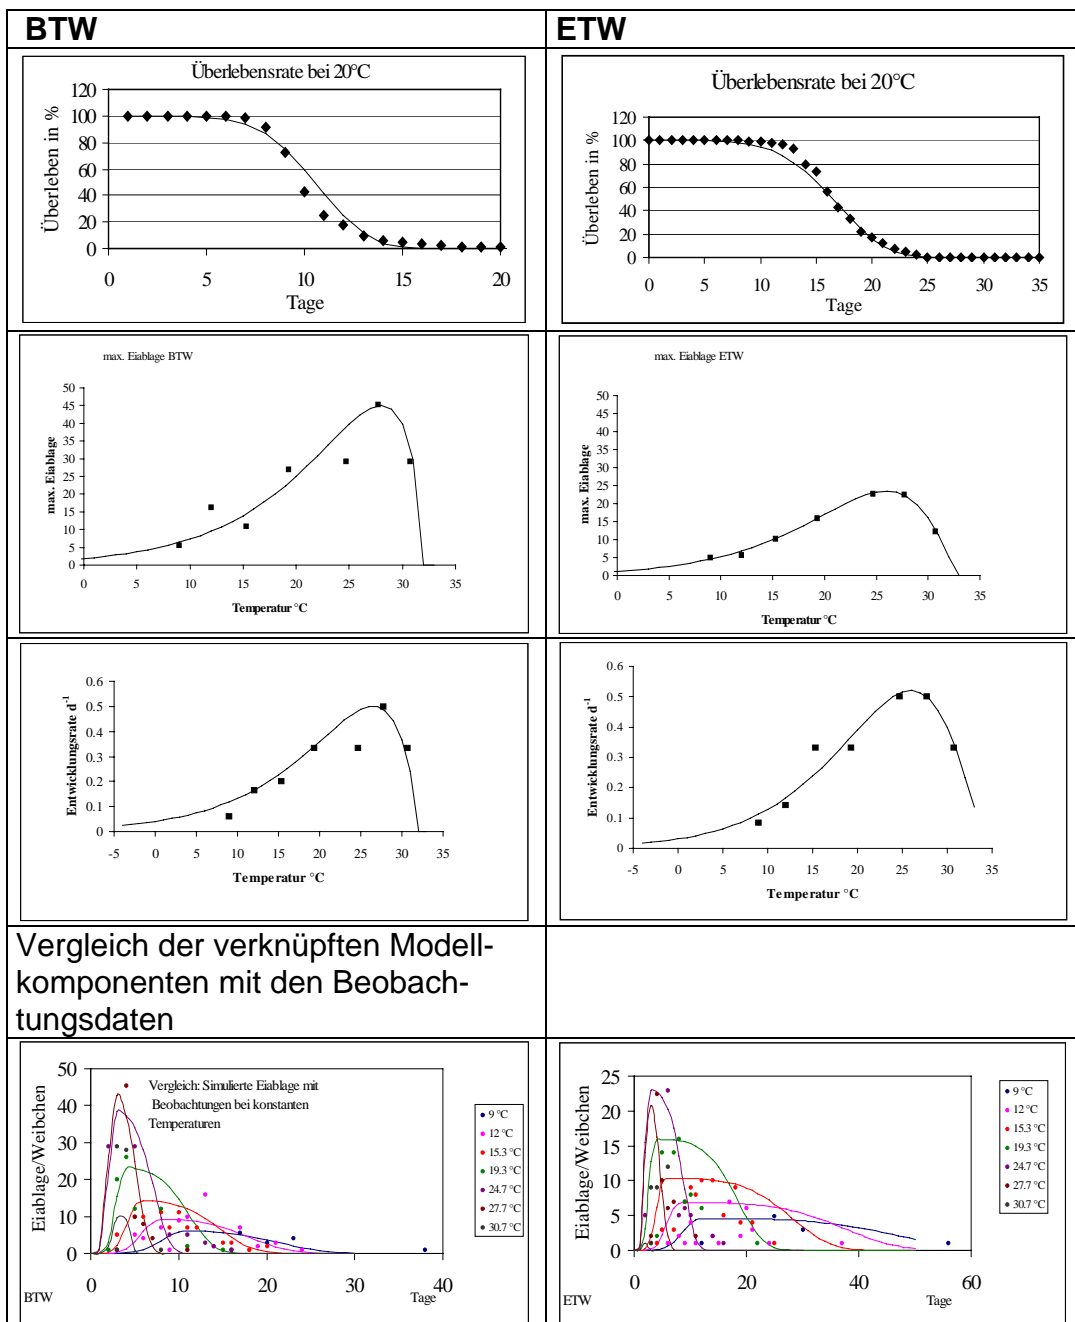 BTW
ETW
Überlebensrate bei 20°C
Überleben in %
120
100
80
60
40
20
0
0 5 10 15 20
Tage
Überlebensrate bei 20°C
Überleben in %
120
100
80
60
40
20
0
0 5 10 15 20 25 30 35
Tage
max. Eiablage BTW
max. Eiablage
50
45
40
35
30
25
20
15
10
5
0
0 5 10 15 20 25 30 35
Temperatur °C
max. Eiablage ETW
max. Eiablage
50
45
40
35
30
25
20
15
10
5
0
0 5 10 15 20 25 30 35
Temperatur °C
Entwicklungsrate d⁻¹
0.6
0.5
0.4
0.3
0.2
0.1
0
-5 0 5 10 15 20 25 30 35
Temperatur °C
Entwicklungsrate d⁻¹
0.6
0.5
0.4
0.3
0.2
0.1
0
-5 0 5 10 15 20 25 30 35
Temperatur °C
Vergleich der verknüpften Modell-
komponenten mit den Beobach-
tungsdaten
Eiablage/Weibchen
50
40
30
20
10
0
Vergleich: Simulierte Eiablage mit
Beobachtungen bei konstanten
Temperaturen
9 °C
12 °C
15.3 °C
19.3 °C
24.7 °C
27.7 °C
30.7 °C
0 10 20 30 40
BTW
Tage
Eiablage/Weibchen
25
20
15
10
5
0
9 °C
12 °C
15.3 °C
19.3 °C
24.7 °C
27.7 °C
30.7 °C
0 20 40 60
ETW
Tage